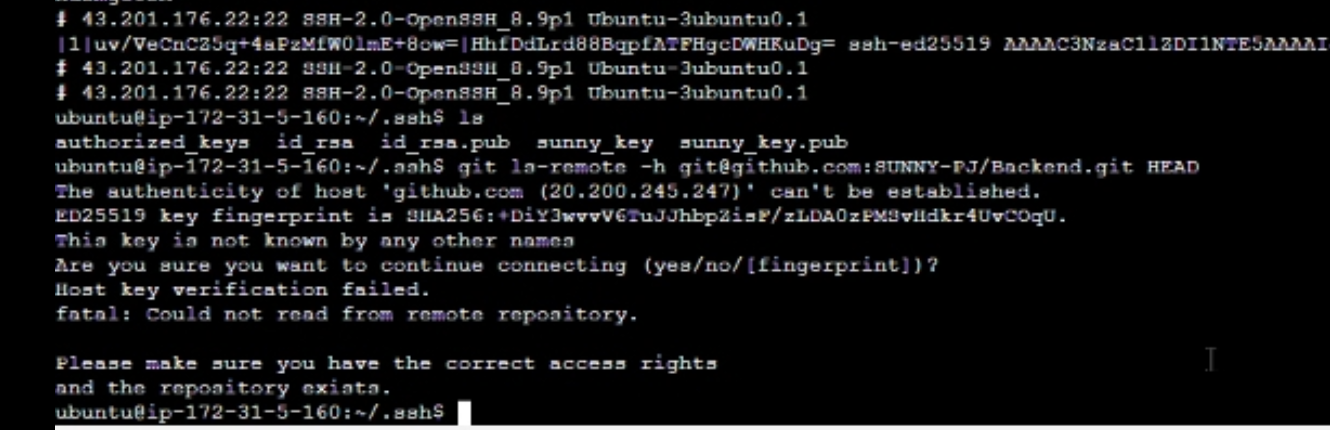 # 43.201.176.22:22 SSH-2.0-OpenSSH_8.9p1 Ubuntu-3ubuntu0.1
|1|uv/VeCnCZ5q+4aPzMfW0lmE+8ow=|HhfDdLrd88BqpfATFHgcDWHKuDg= ssh-ed25519 AAAAC3NzaC1lZDI1NTE5AAAAI
# 43.201.176.22:22 SSH-2.0-OpenSSH_8.9p1 Ubuntu-3ubuntu0.1
# 43.201.176.22:22 SSH-2.0-OpenSSH_8.9p1 Ubuntu-3ubuntu0.1
ubuntu@ip-172-31-5-160:~/.ssh$ ls
authorized_keys id_rsa id_rsa.pub sunny_key sunny_key.pub
ubuntu@ip-172-31-5-160:~/.ssh$ git ls-remote -h git@github.com:SUNNY-PJ/Backend.git HEAD
The authenticity of host 'github.com (20.200.245.247)' can't be established.
ED25519 key fingerprint is SHA256:+DiY3wvvV6TuJJhbpZisF/zLDA0zPMSvHdkr4UvCOqU.
This key is not known by any other names
Are you sure you want to continue connecting (yes/no/[fingerprint])?
Host key verification failed.
fatal: Could not read from remote repository.
Please make sure you have the correct access rights
and the repository exists.
ubuntu@ip-172-31-5-160:~/.ssh$